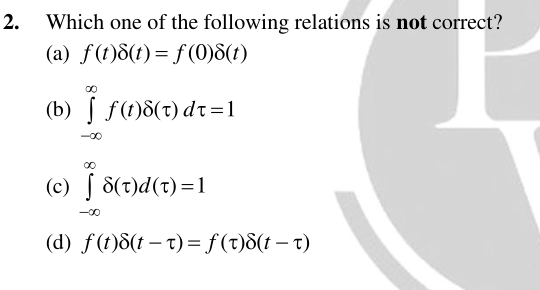 2. Which one of the following relations is not correct?
(a) f(t)δ(t) = f(0)δ(t)
(b) ∫_{−∞}^{∞} f(t)δ(τ) dτ = 1
(c) ∫_{−∞}^{∞} δ(τ)d(τ) = 1
(d) f(t)δ(t − τ) = f(τ)δ(t − τ)